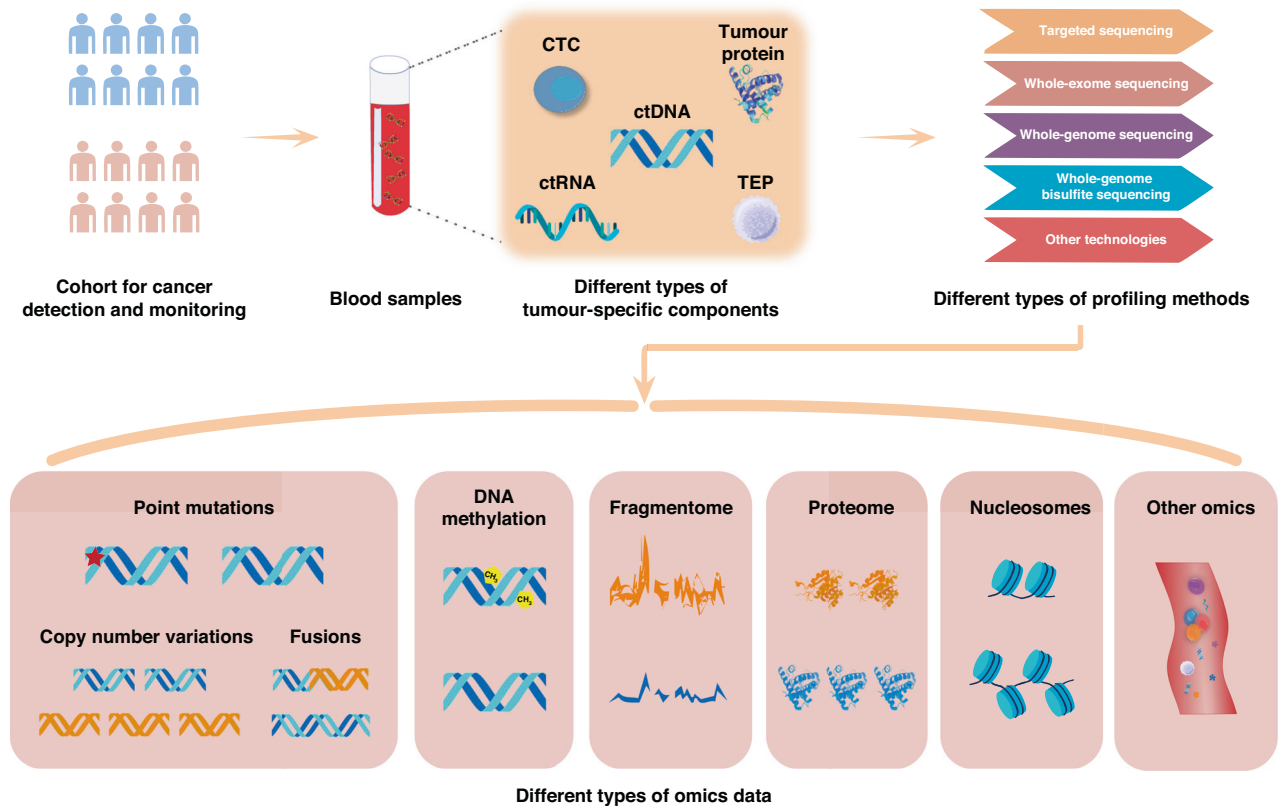 CTC
Tumour
protein
ctDNA
ctRNA
TEP
Targeted sequencing
Whole-exome sequencing
Whole-genome sequencing
Whole-genome
bisulfite sequencing
Other technologies
Cohort for cancer
detection and monitoring
Blood samples
Different types of
tumour-specific components
Different types of profiling methods
Point mutations
DNA
methylation
Fragmentome
Proteome
Nucleosomes
Other omics
CH3
CH3
Copy number variations
Fusions
Different types of omics data